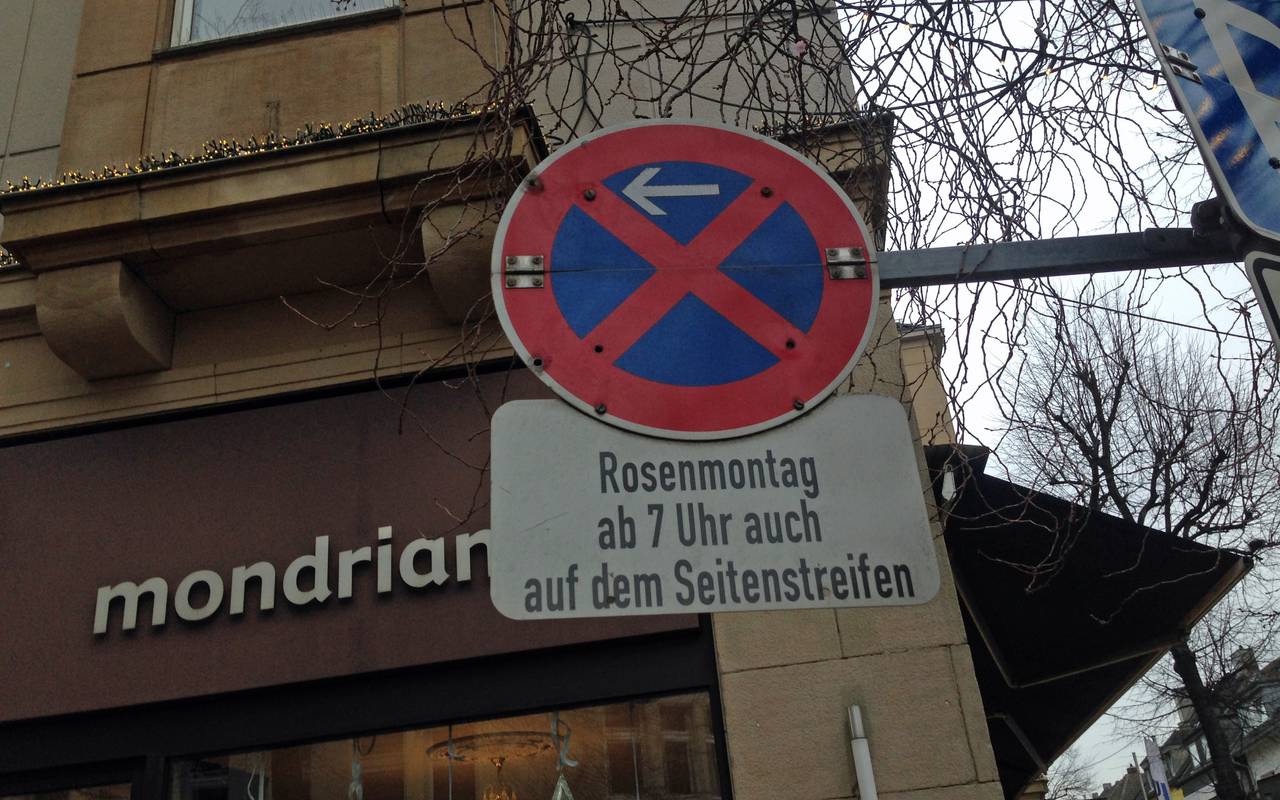 Rosenmontag
ab 7 Uhr auch
auf dem Seitenstreifen
mondrian